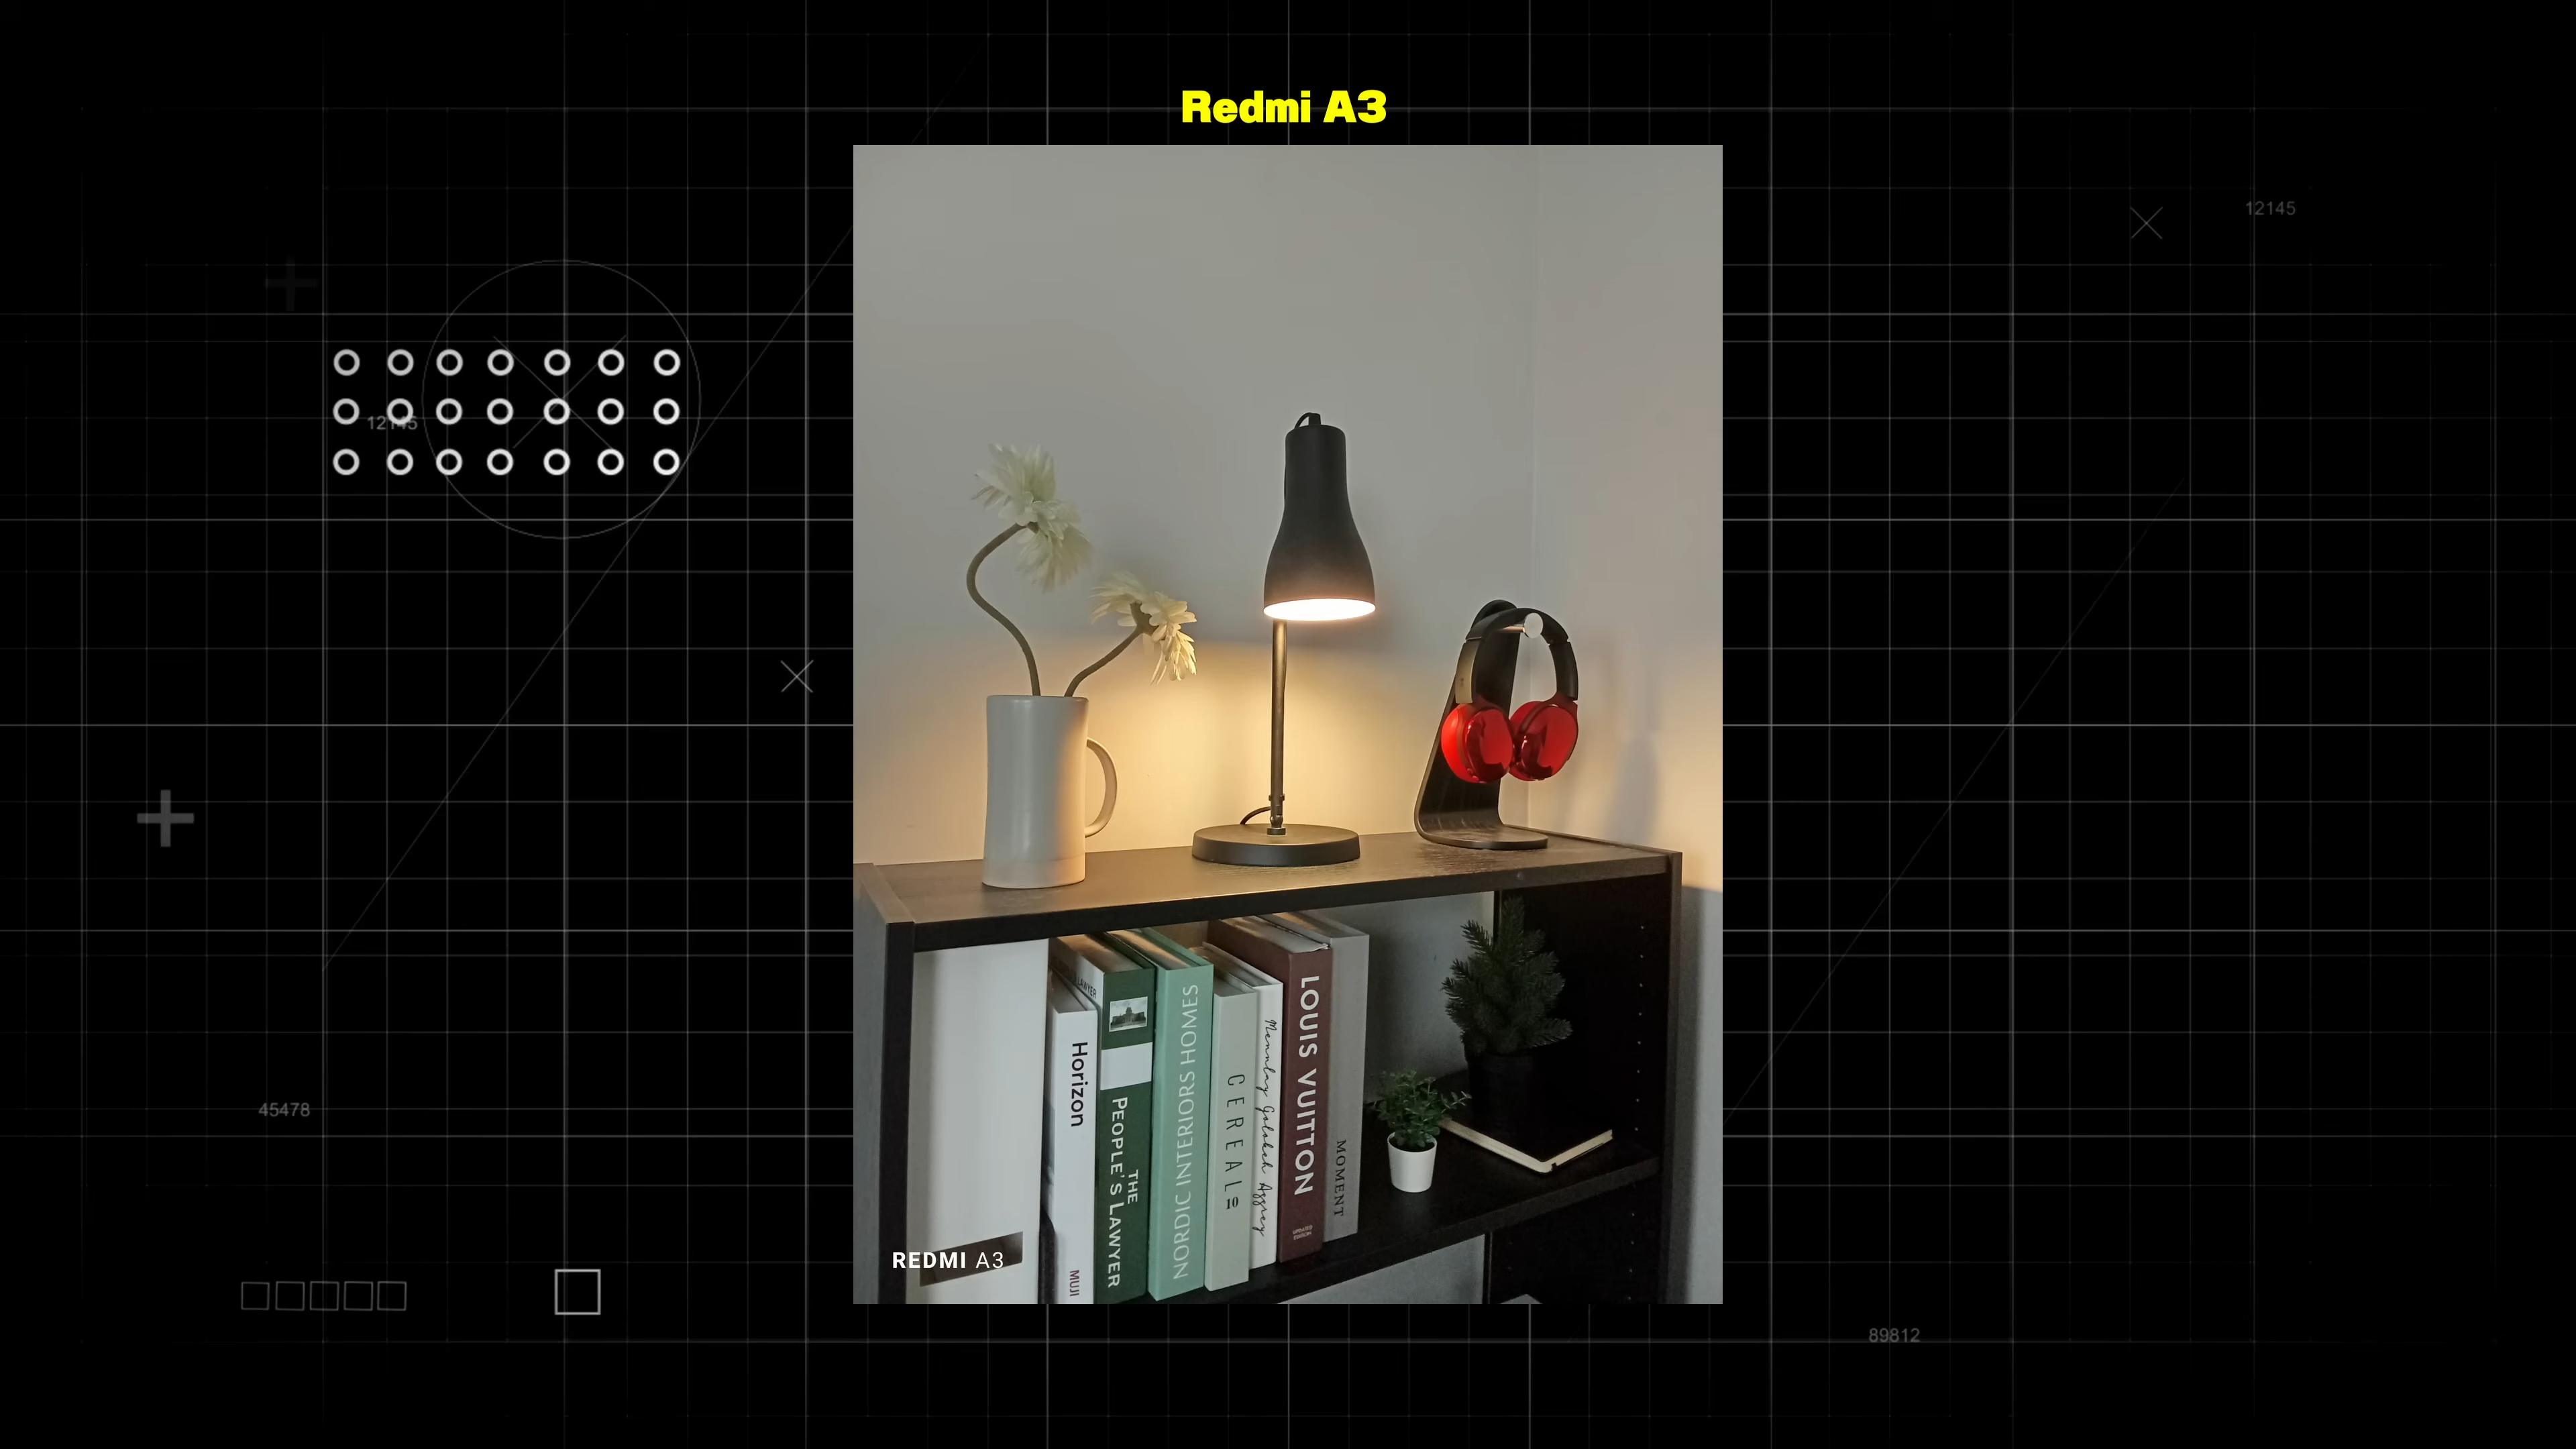 Redmi A3
12145
12145
Horizon
MUJI
THE
PEOPLE'S LAWYER
NORDIC INTERIORS HOMES
CEREAL
10
LOUIS VUITTON
MOMENT
REDMI A3
45478
89812